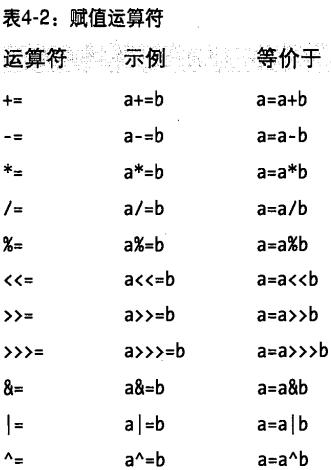 表4-2：赋值运算符
运算符 示例 等价于
+= a+=b a=a+b
-= a-=b a=a-b
*= a*=b a=a*b
/= a/=b a=a/b
%= a%=b a=a%b
<<= a<<=b a=a<<b
>>= a>>=b a=a>>b
>>>= a>>>=b a=a>>>b
&= a&=b a=a&b
|= a|=b a=a|b
^= a^=b a=a^b